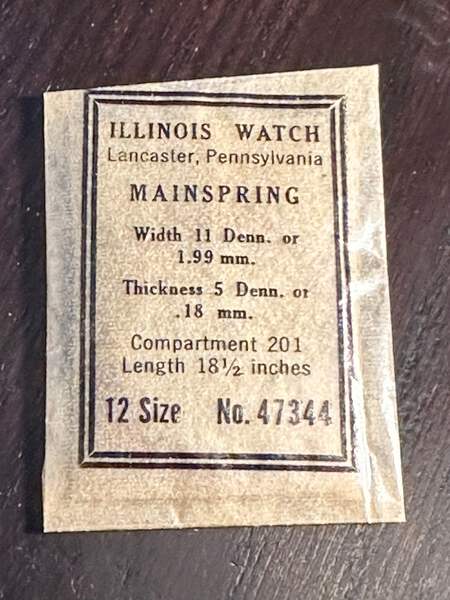 ILLINOIS WATCH
Lancaster, Pennsylvania
MAINSPRING
Width 11 Denn. or
1.99 mm.
Thickness 5 Denn. or
.18 mm.
Compartment 201
Length 18½ inches
12 Size No. 47344